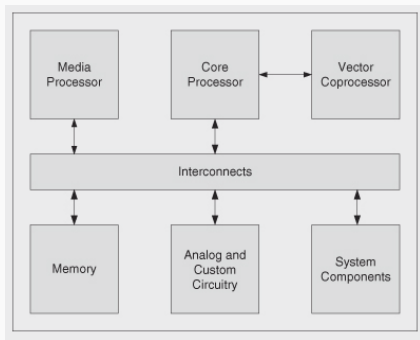 Media
Processor
Core
Processor
Vector
Coprocessor
Interconnects
Memory
Analog and
Custom
Circuitry
System
Components